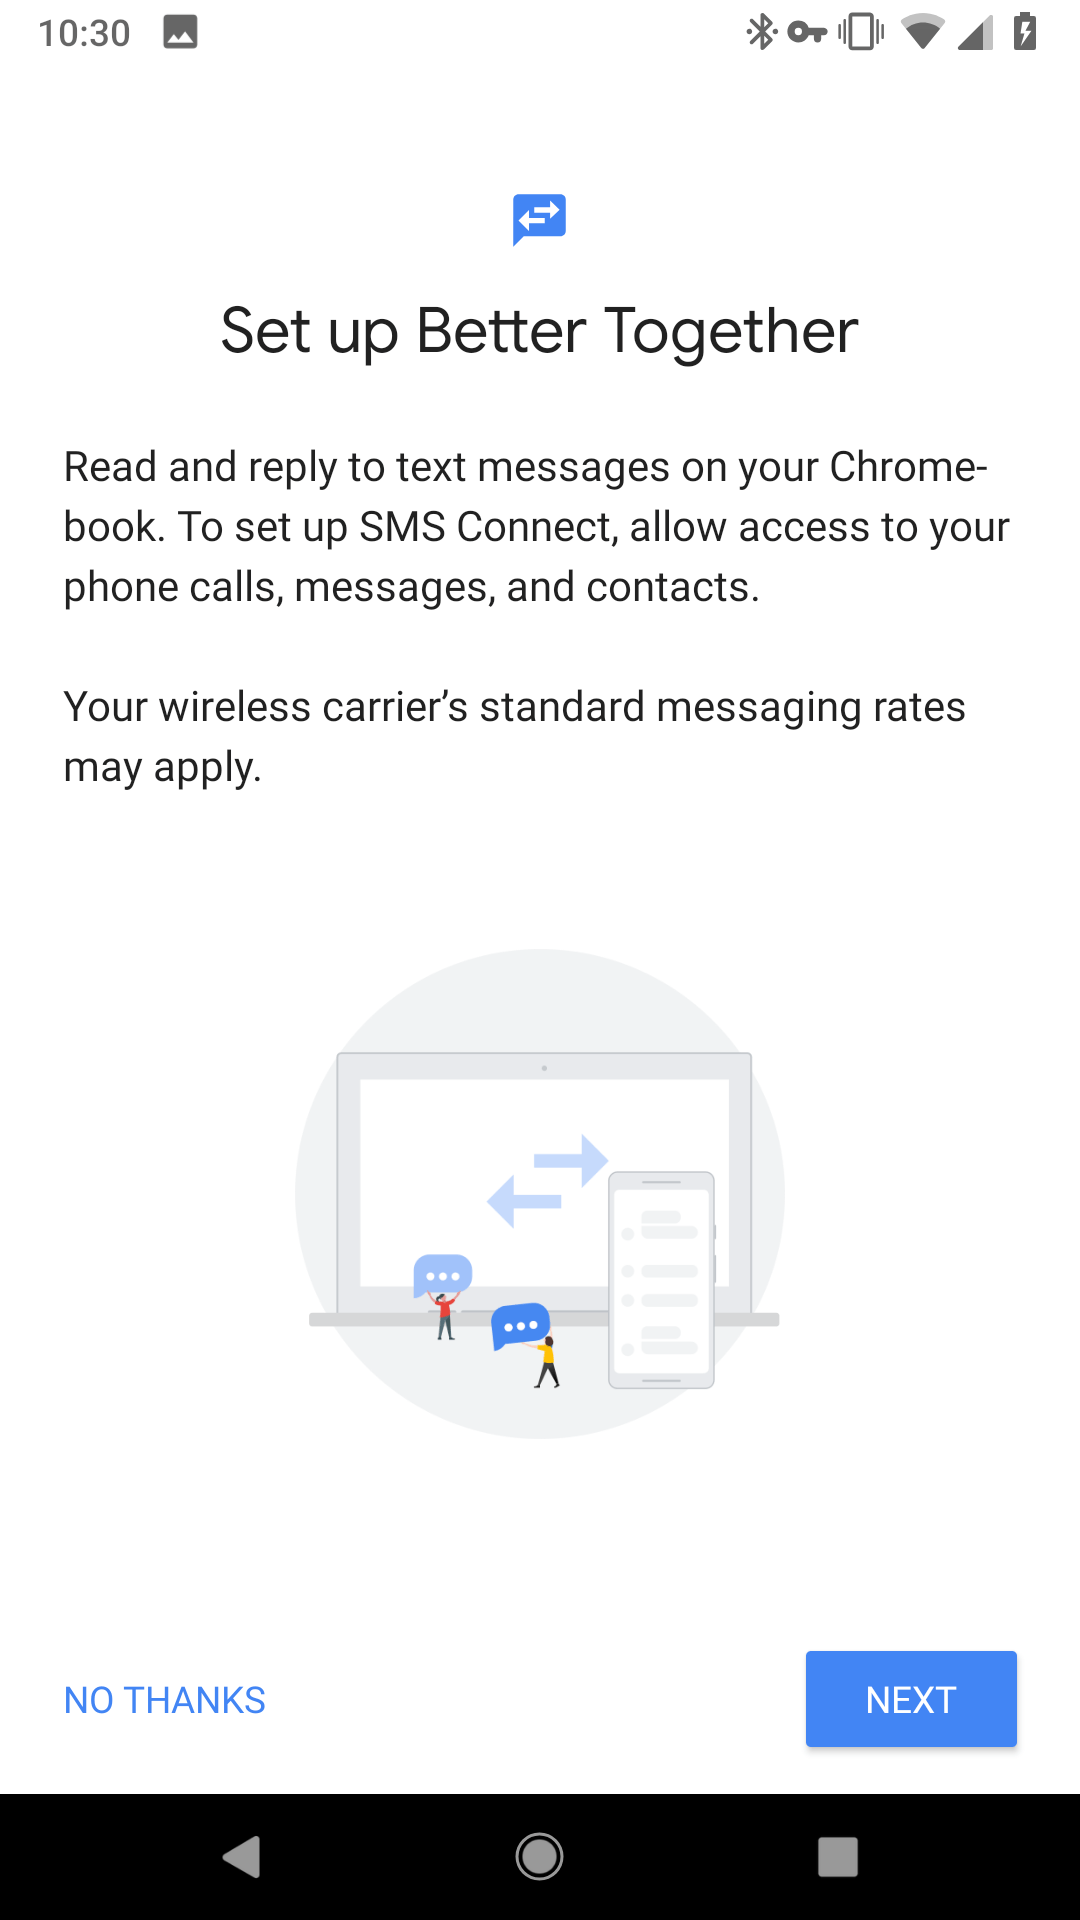 10:30
Set up Better Together
Read and reply to text messages on your Chrome-
book. To set up SMS Connect, allow access to your
phone calls, messages, and contacts.
Your wireless carrier’s standard messaging rates
may apply.
NO THANKS
NEXT